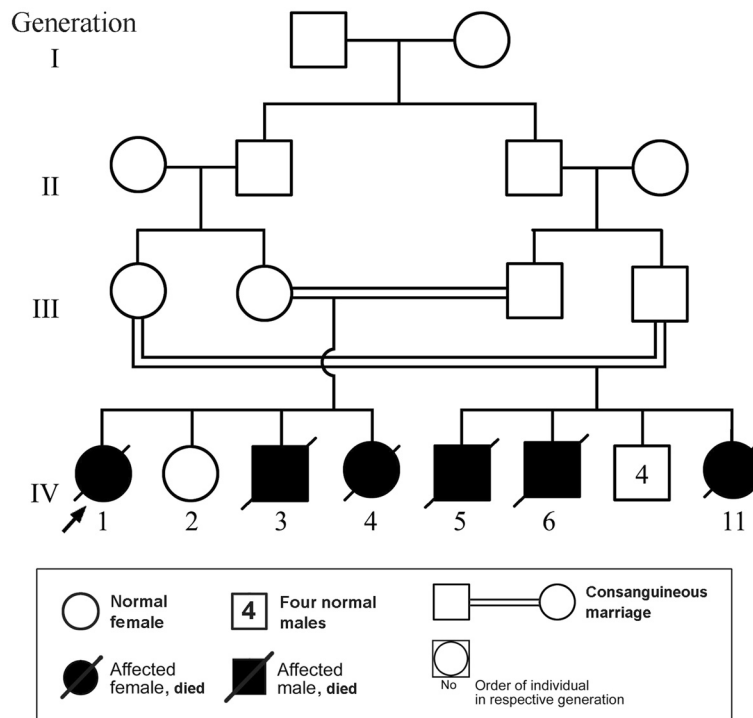 Generation
I
II
III
4
IV
1 2 3 4 5 6 11
Normal
female
4
Four normal
males
Consanguineous
marriage
Affected
female, died
Affected
male, died
No
Order of individual
in respective generation